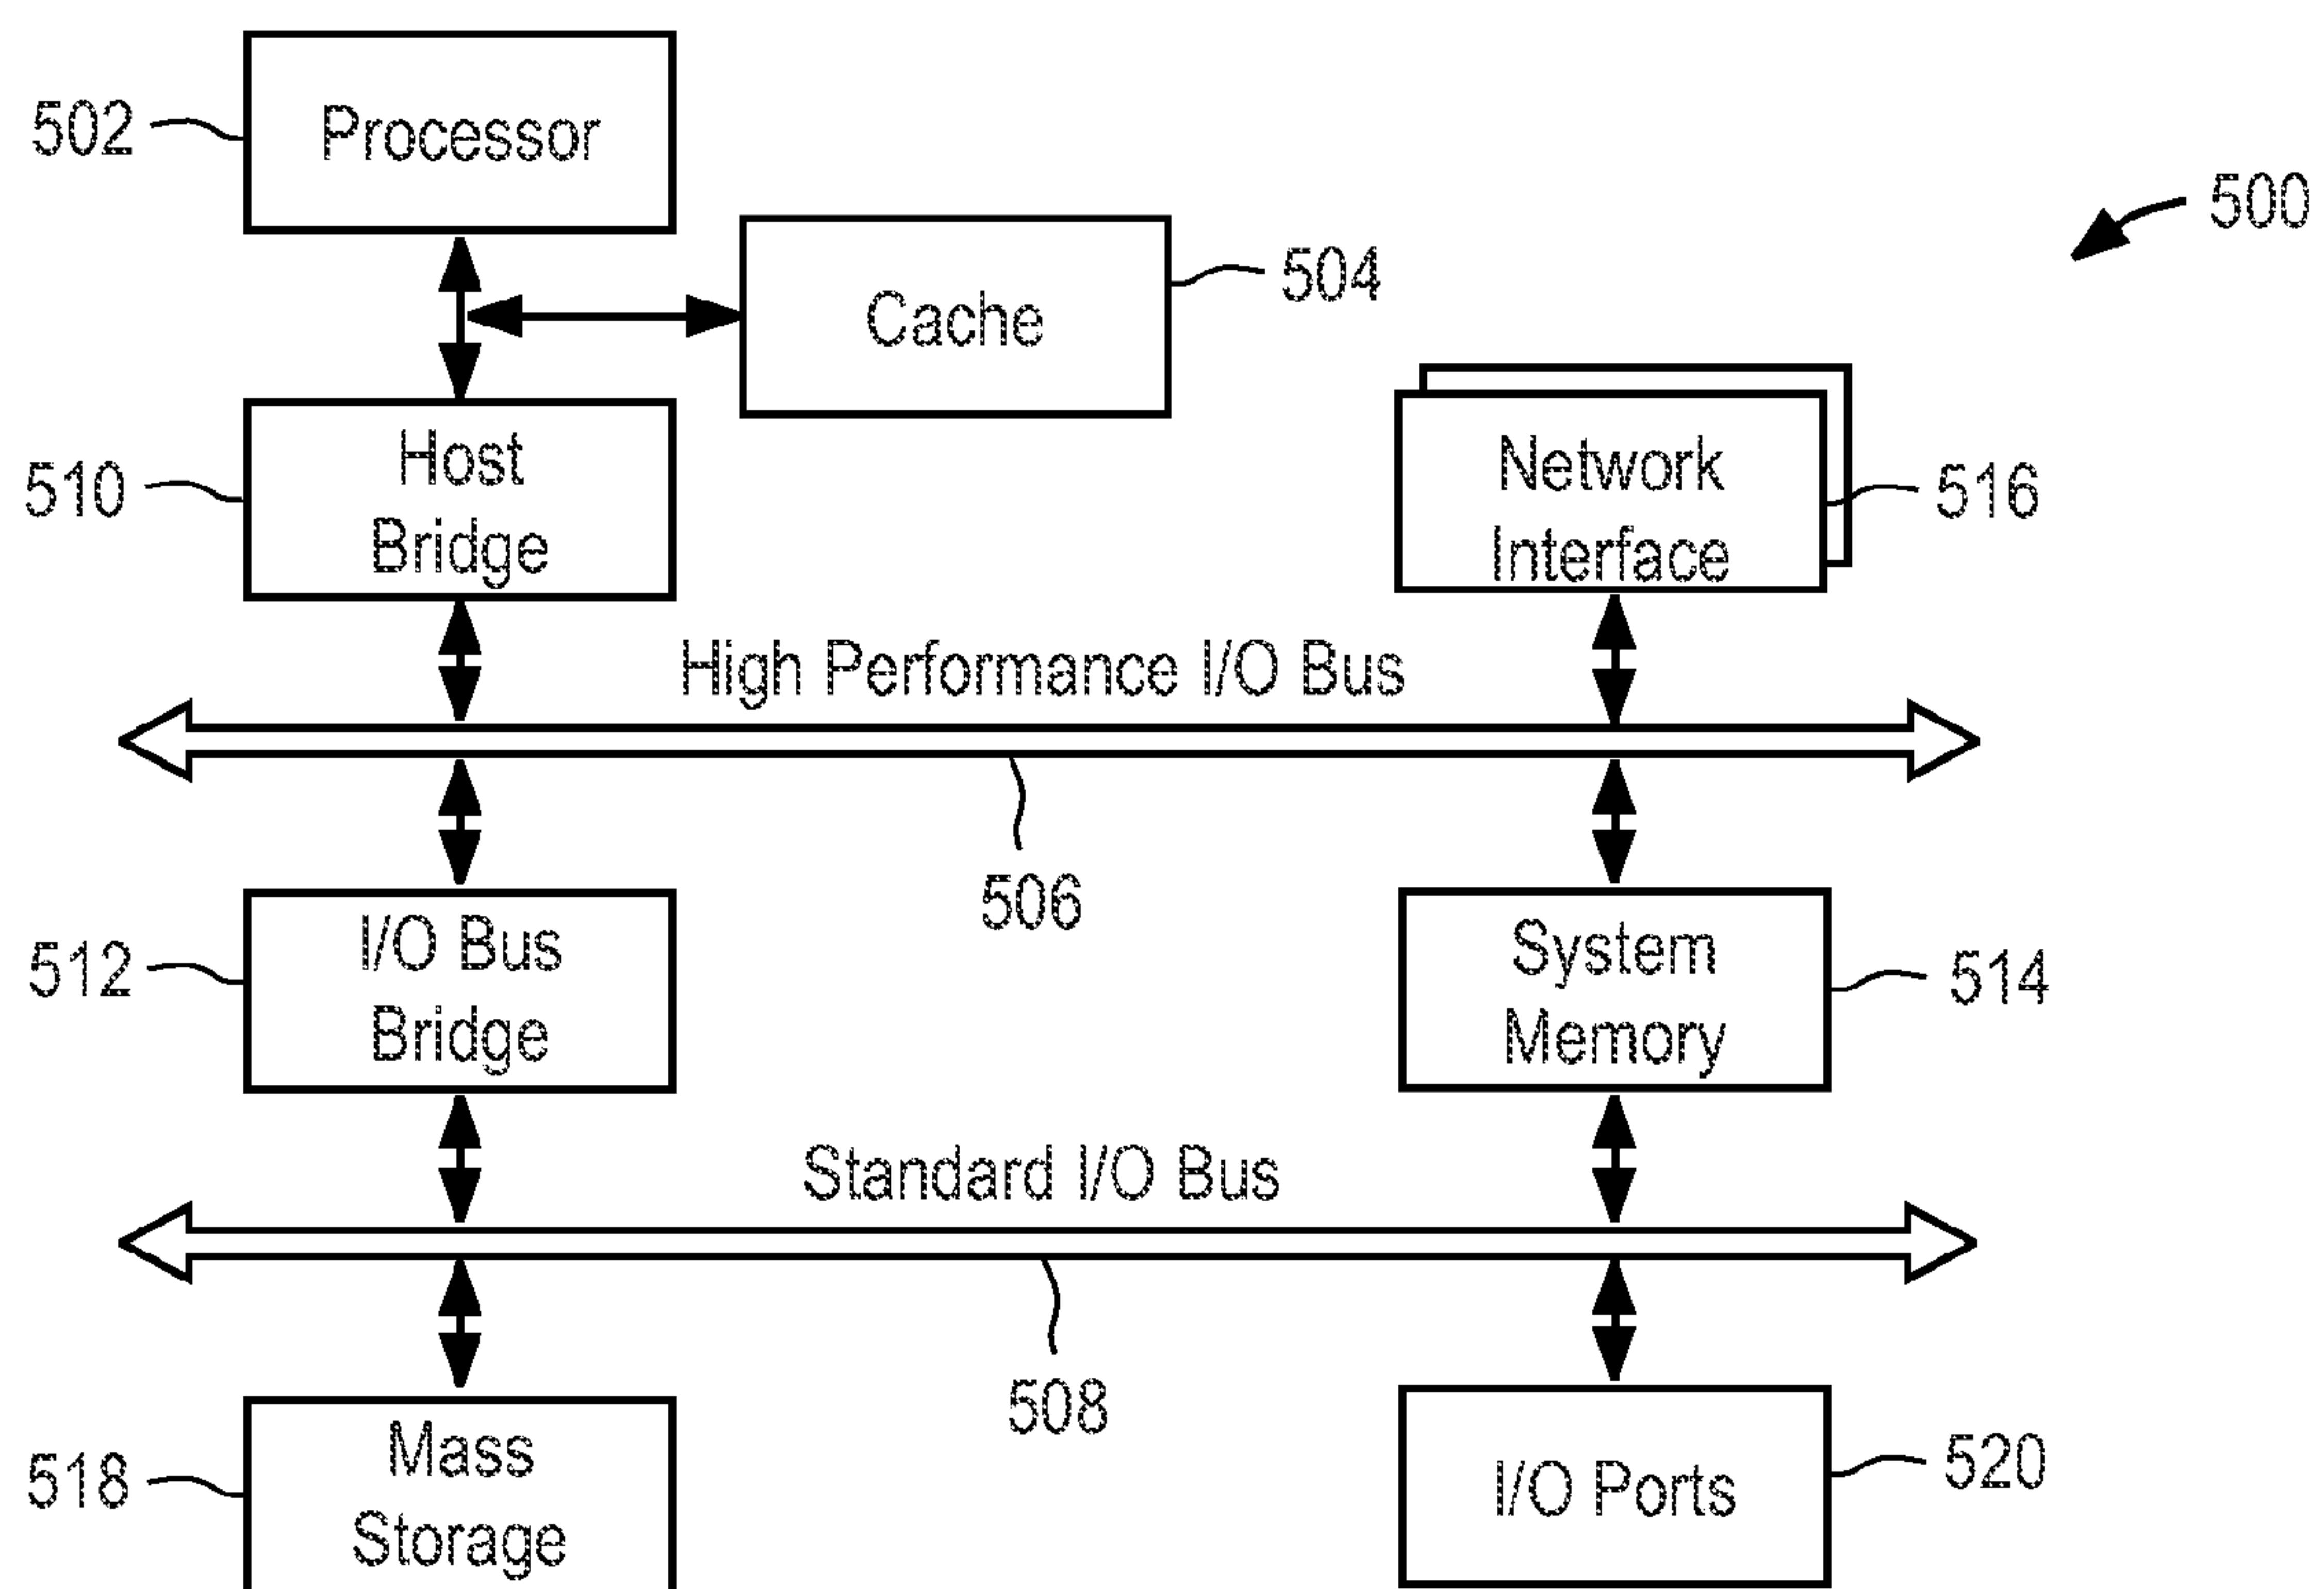 502
Processor
500
504
Cache
510
Host
Bridge
Network
Interface
516
High Performance I/O Bus
506
512
I/O Bus
Bridge
System
Memory
514
Standard I/O Bus
508
518
Mass
Storage
I/O Ports
520